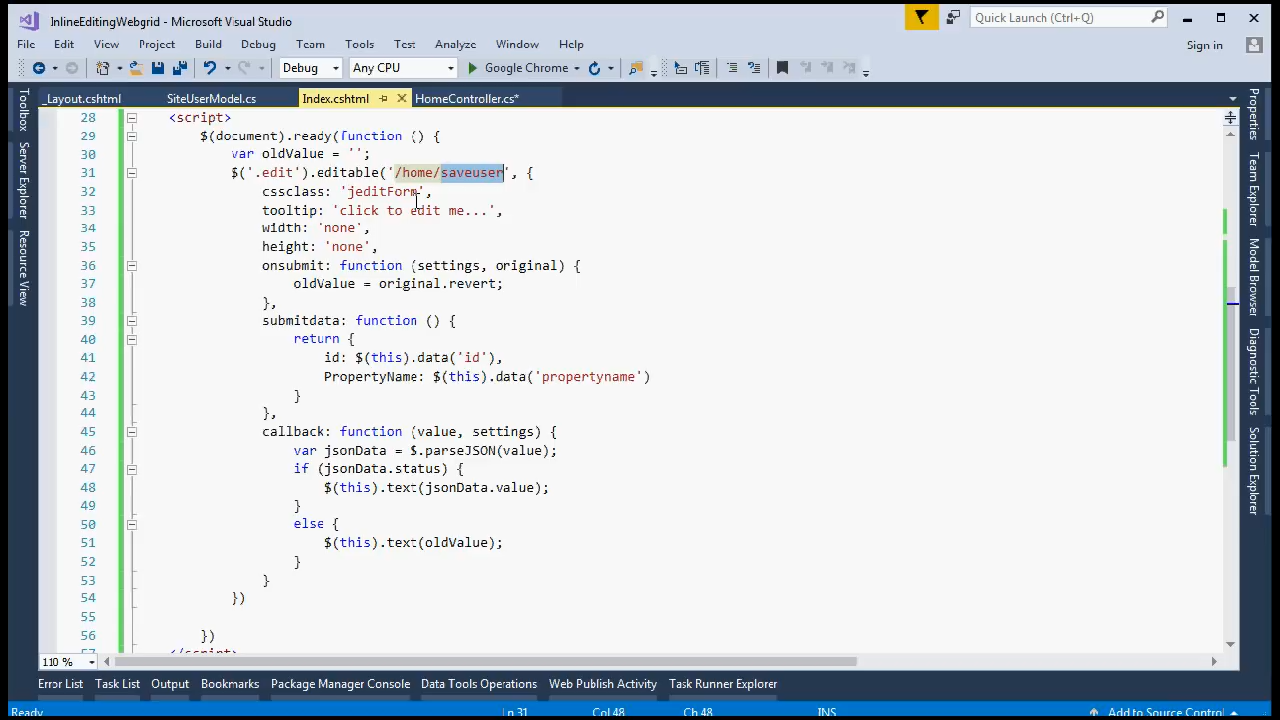 InlineEditingWebgrid - Microsoft Visual Studio
Quick Launch (Ctrl+Q)
File Edit View Project Build Debug Team Tools Test Analyze Window Help
Sign in
Debug Any CPU Google Chrome
_Layout.cshtml SiteUserModel.cs Index.cshtml HomeController.cs*
Toolbox
Server Explorer
Resource View
28 <script>
29 $(document).ready(function () {
30 var oldValue = '';
31 $('.edit').editable('/home/saveuser', {
32 cssclass: 'jeditForm',
33 tooltip: 'click to edit me...',
34 width: 'none',
35 height: 'none',
36 onsubmit: function (settings, original) {
37 oldValue = original.revert;
38 },
39 submitdata: function () {
40 return {
41 id: $(this).data('id'),
42 PropertyName: $(this).data('propertyname')
43 }
44 },
45 callback: function (value, settings) {
46 var jsonData = $.parseJSON(value);
47 if (jsonData.status) {
48 $(this).text(jsonData.value);
49 }
50 else {
51 $(this).text(oldValue);
52 }
53 }
54 })
55
56 })
57 </script>
Properties
Team Explorer
Model Browser
Diagnostic Tools
Solution Explorer
110 %
Error List Task List Output Bookmarks Package Manager Console Data Tools Operations Web Publish Activity Task Runner Explorer
Ready Ln 31 Col 48 Ch 48 INS Add to Source Control